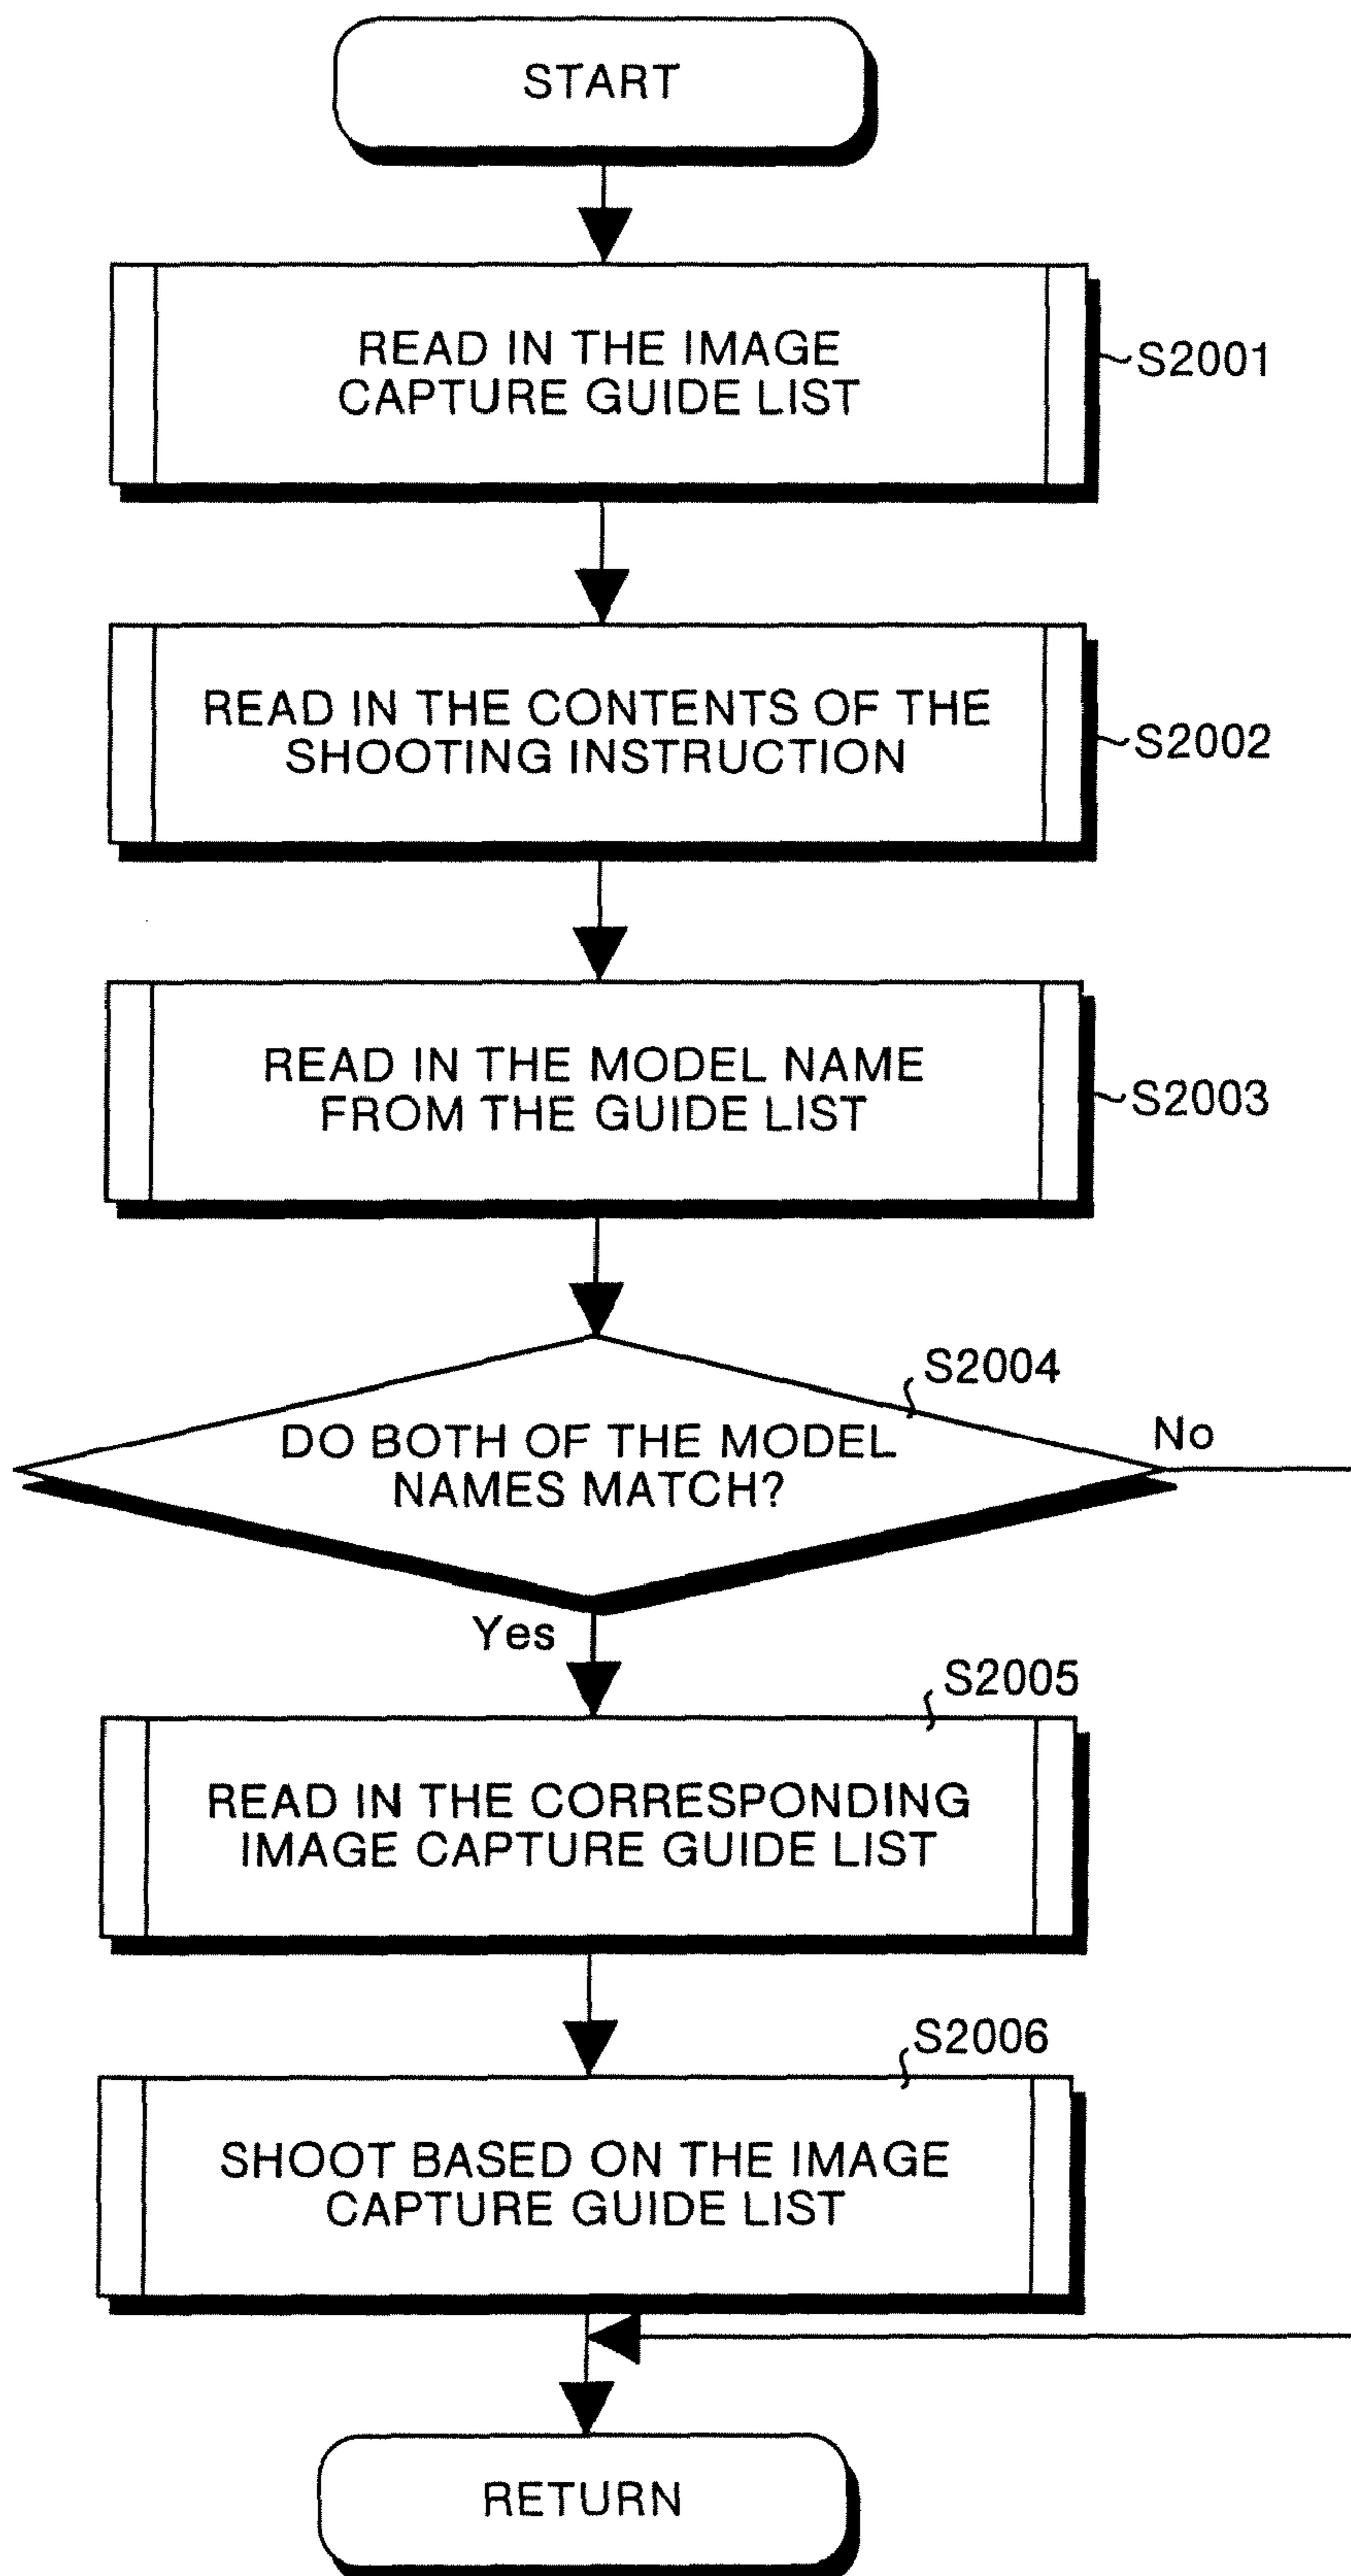 START
READ IN THE IMAGE
CAPTURE GUIDE LIST
S2001
READ IN THE CONTENTS OF THE
SHOOTING INSTRUCTION
S2002
READ IN THE MODEL NAME
FROM THE GUIDE LIST
S2003
S2004
DO BOTH OF THE MODEL
NAMES MATCH?
No
Yes
S2005
READ IN THE CORRESPONDING
IMAGE CAPTURE GUIDE LIST
S2006
SHOOT BASED ON THE IMAGE
CAPTURE GUIDE LIST
RETURN